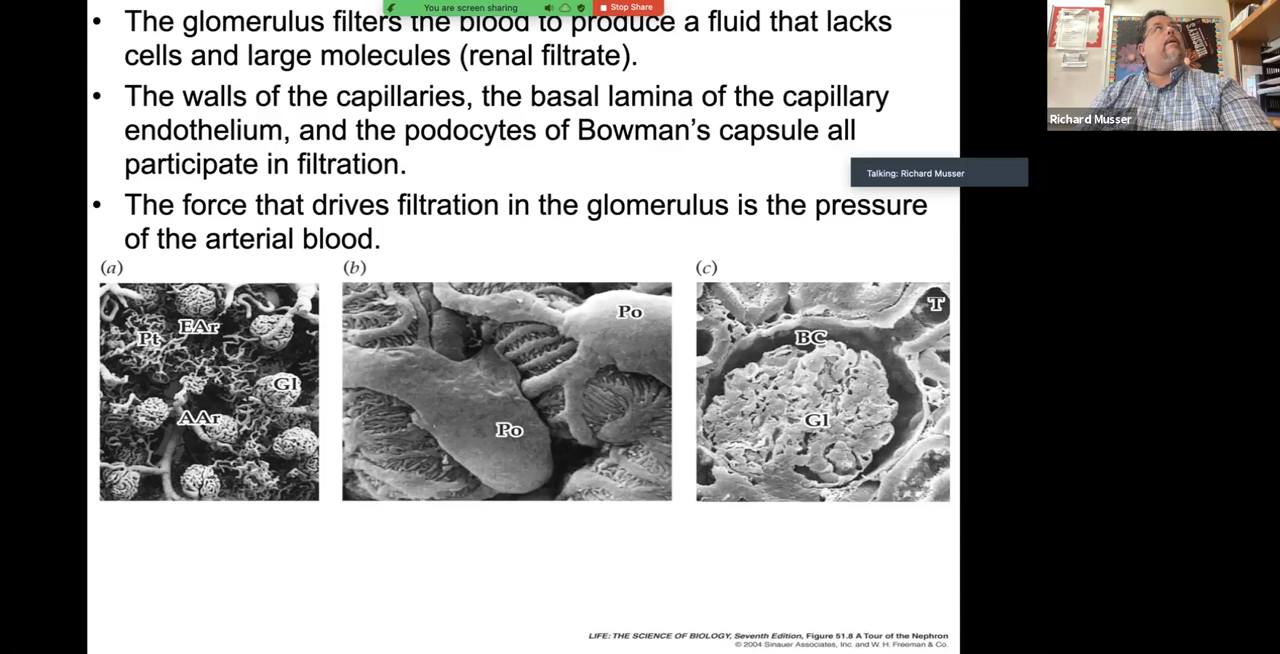 You are screen sharing
Stop Share
• The glomerulus filters the blood to produce a fluid that lacks
cells and large molecules (renal filtrate).
• The walls of the capillaries, the basal lamina of the capillary
endothelium, and the podocytes of Bowman's capsule all
participate in filtration.
• The force that drives filtration in the glomerulus is the pressure
of the arterial blood.
HERSHEY'S
Richard Musser
Talking: Richard Musser
(a)
EAr
Pt
Gl
AAr
(b)
Po
Po
(c)
T
BC
Gl
LIFE: THE SCIENCE OF BIOLOGY, Seventh Edition, Figure 51.8 A Tour of the Nephron
© 2004 Sinauer Associates, Inc. and W. H. Freeman & Co.